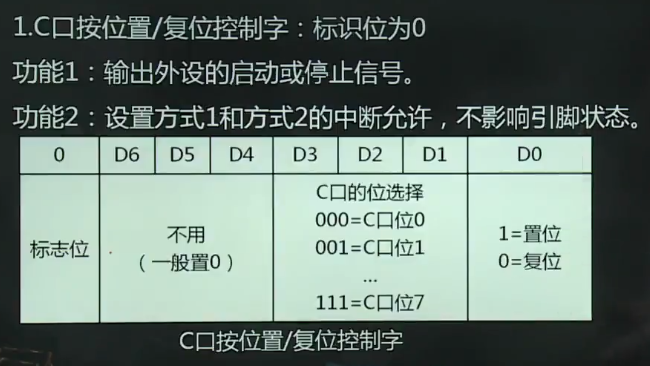 1.C口按位置/复位控制字：标识位为0
功能1：输出外设的启动或停止信号。
功能2：设置方式1和方式2的中断允许，不影响引脚状态。
0 D6 D5 D4 D3 D2 D1 D0
标志位
不用
（一般置0）
C口的位选择
000=C口位0
001=C口位1
...
111=C口位7
1=置位
0=复位
C口按位置/复位控制字